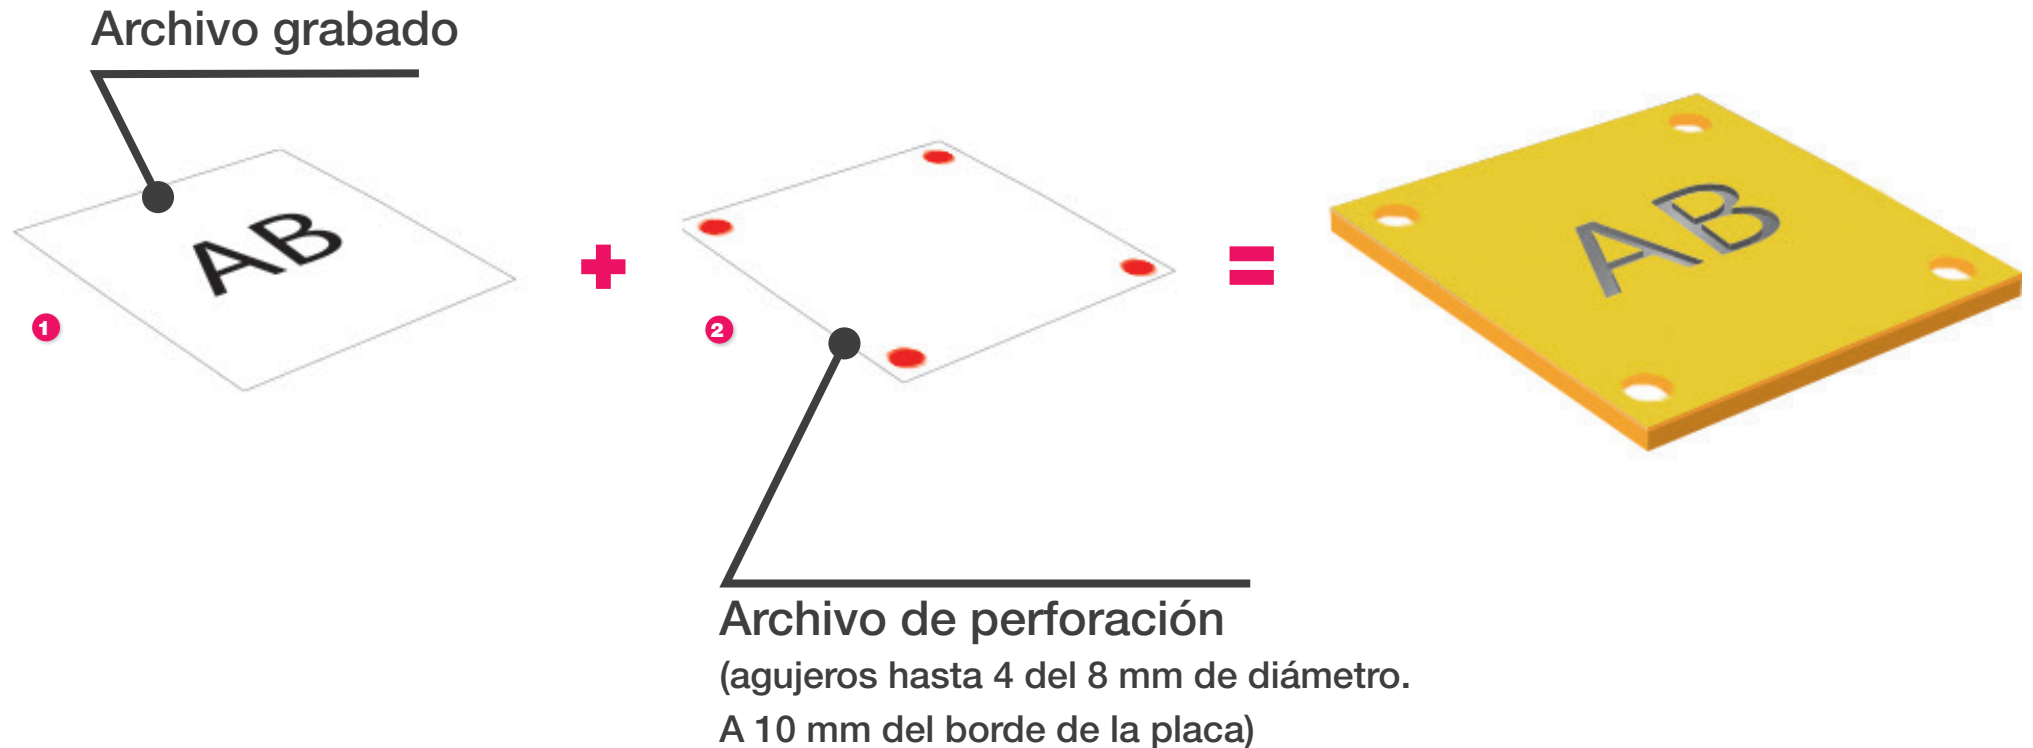 Archivo grabado
AB
1
AB
2
Archivo de perforación
(agujeros hasta 4 del 8 mm de diámetro.
A 10 mm del borde de la placa)